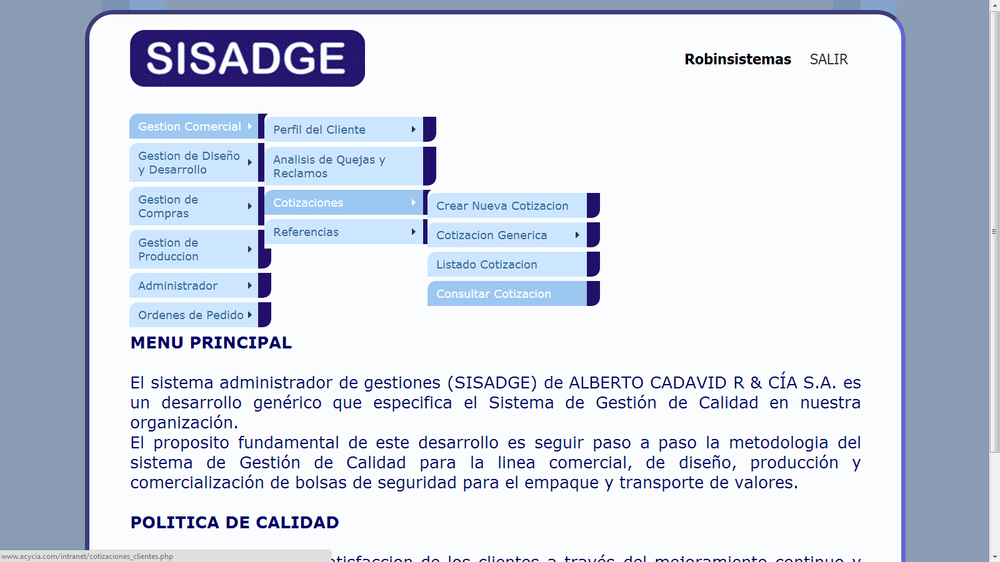 SISADGE
Robinsistemas SALIR
Gestion Comercial
Gestion de Diseño
y Desarrollo
Gestion de
Compras
Gestion de
Produccion
Administrador
Ordenes de Pedido
Perfil del Cliente
Analisis de Quejas y
Reclamos
Cotizaciones
Referencias
Crear Nueva Cotizacion
Cotizacion Generica
Listado Cotizacion
Consultar Cotizacion
MENU PRINCIPAL
El sistema administrador de gestiones (SISADGE) de ALBERTO CADAVID R & CÍA S.A. es
un desarrollo genérico que especifica el Sistema de Gestión de Calidad en nuestra
organización.
El proposito fundamental de este desarrollo es seguir paso a paso la metodologia del
sistema de Gestión de Calidad para la linea comercial, de diseño, producción y
comercialización de bolsas de seguridad para el empaque y transporte de valores.
POLITICA DE CALIDAD
de los clientes a través del mejoramiento continuo y
www.acycia.com/intranet/cotizaciones_clientes.php